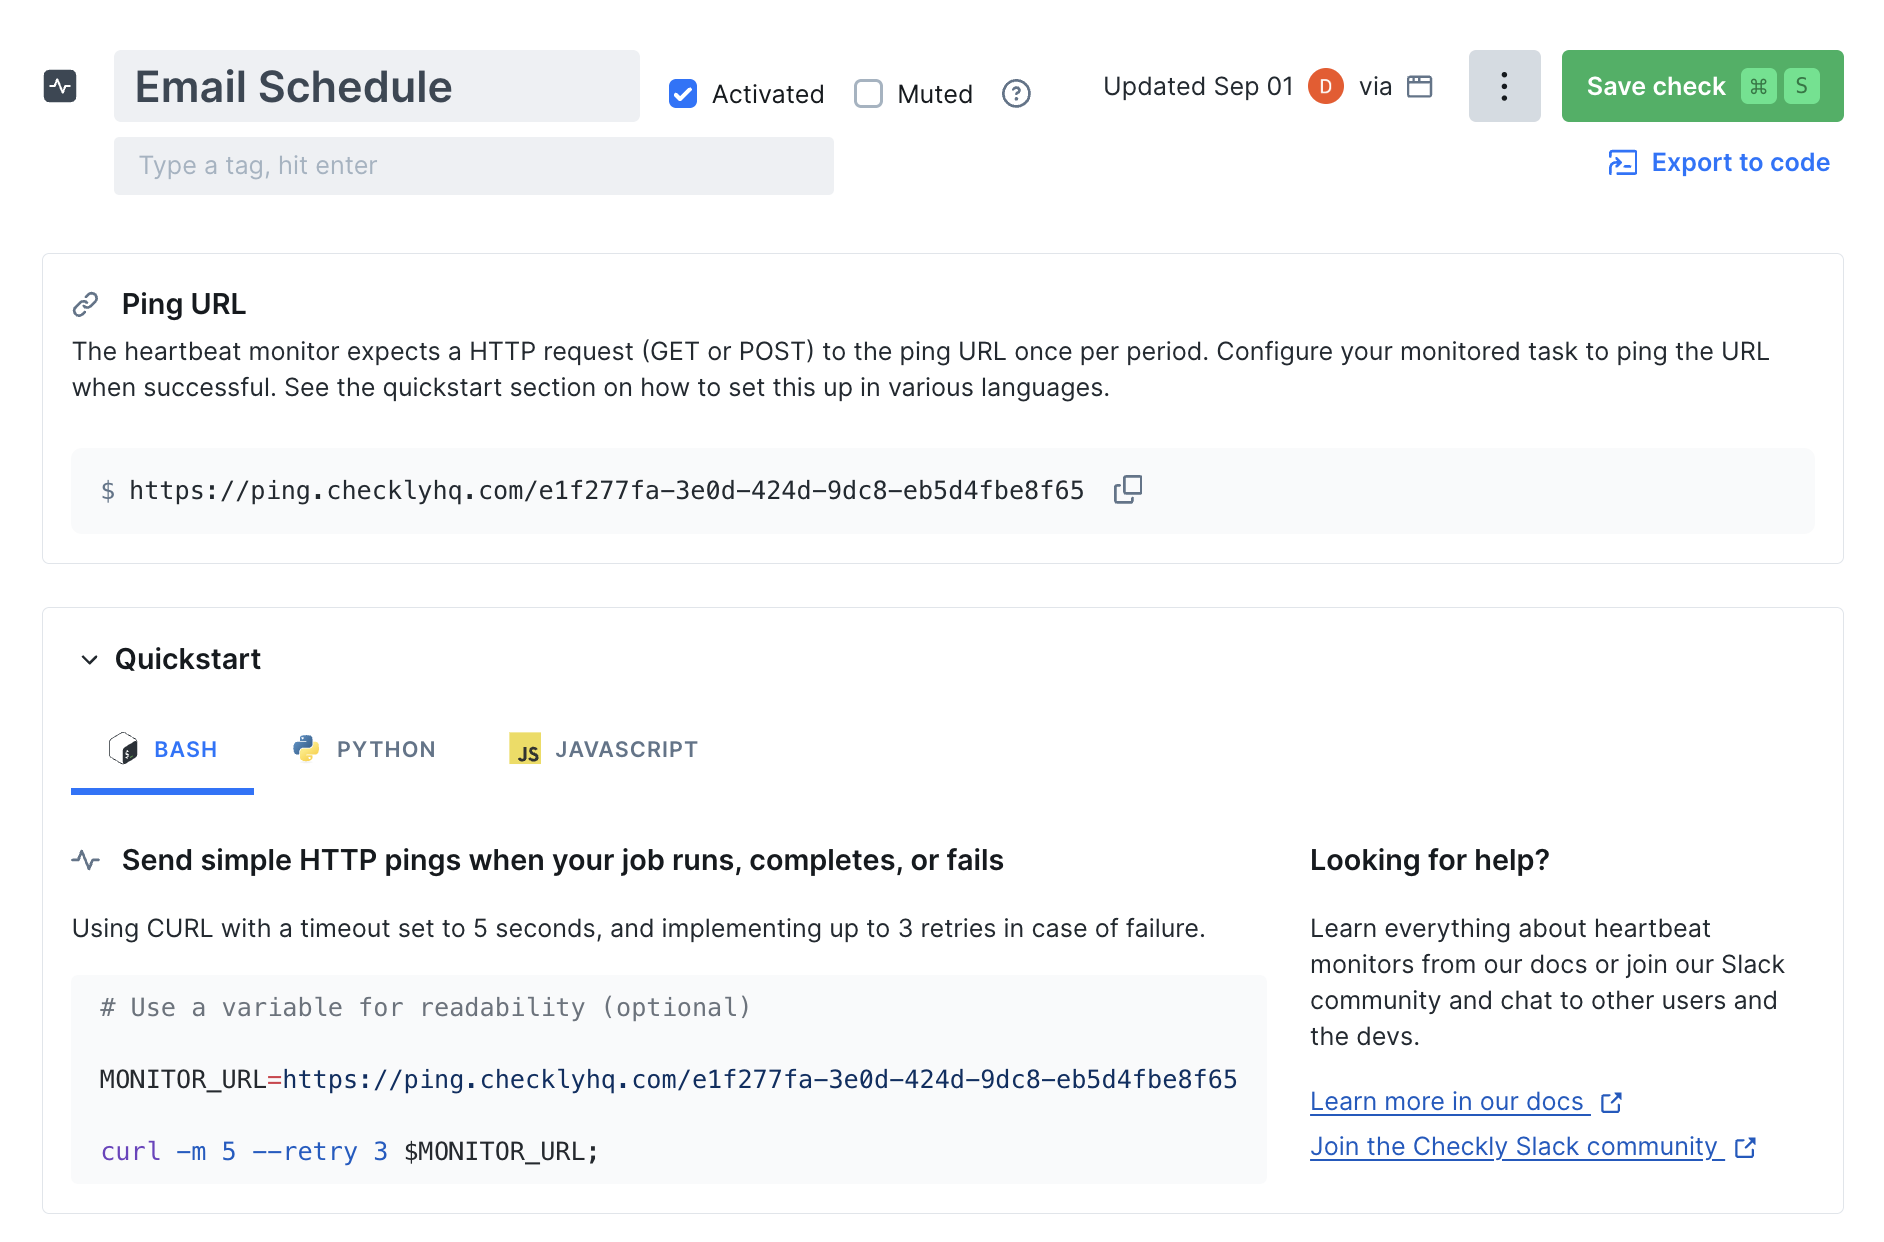 Email Schedule
Activated
Muted
Updated Sep 01 D via
Save check ⌘ S
Type a tag, hit enter
Export to code
Ping URL
The heartbeat monitor expects a HTTP request (GET or POST) to the ping URL once per period. Configure your monitored task to ping the URL
when successful. See the quickstart section on how to set this up in various languages.
$ https://ping.checklyhq.com/e1f277fa-3e0d-424d-9dc8-eb5d4fbe8f65
Quickstart
BASH
PYTHON
JS JAVASCRIPT
Send simple HTTP pings when your job runs, completes, or fails
Using CURL with a timeout set to 5 seconds, and implementing up to 3 retries in case of failure.
# Use a variable for readability (optional)
MONITOR_URL=https://ping.checklyhq.com/e1f277fa-3e0d-424d-9dc8-eb5d4fbe8f65
curl -m 5 --retry 3 $MONITOR_URL;
Looking for help?
Learn everything about heartbeat
monitors from our docs or join our Slack
community and chat to other users and
the devs.
Learn more in our docs
Join the Checkly Slack community